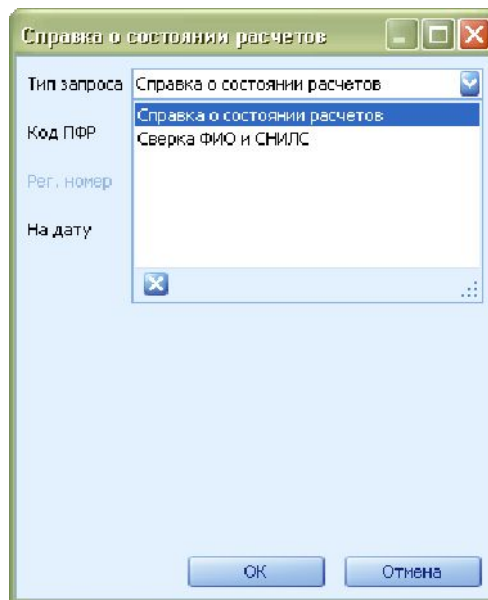 Справка о состоянии расчетов
Тип запроса Справка о состоянии расчетов
Справка о состоянии расчетов
Код ПФР
Сверка ФИО и СНИЛС
Рег. номер
На дату
ОК Отмена